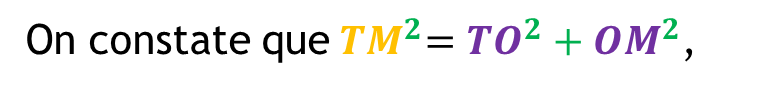 On constate que TM² = TO² + OM²,